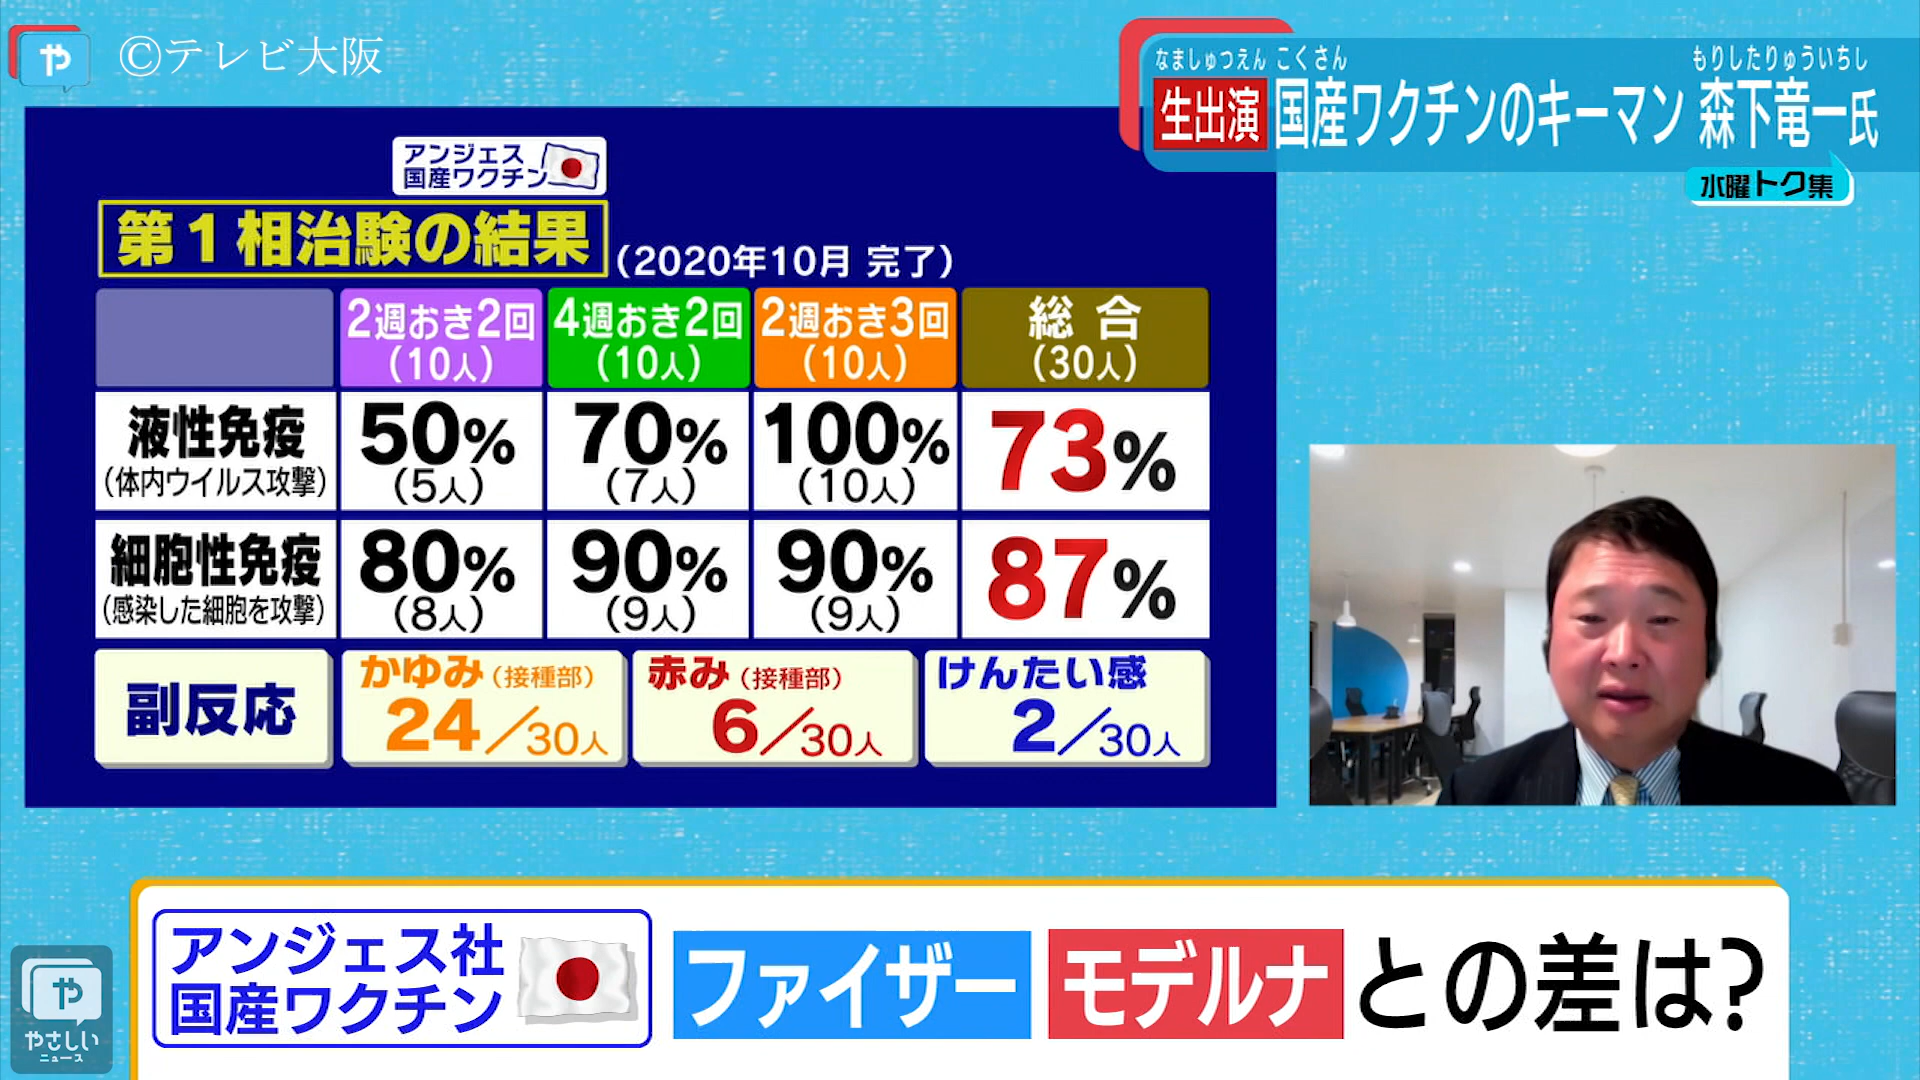 や
©テレビ大阪
なましゅつえん こくさん もりしたりゅういちし
生出演 国産ワクチンのキーマン 森下竜一氏
水曜トク集
アンジェス
国産ワクチン
第1相治験の結果 (2020年10月 完了)
2週おき2回 4週おき2回 2週おき3回 総合
(10人) (10人) (10人) (30人)
液性免疫 50% 70% 100% 73%
(体内ウイルス攻撃) (5人) (7人) (10人)
細胞性免疫 80% 90% 90% 87%
(感染した細胞を攻撃) (8人) (9人) (9人)
副反応
かゆみ(接種部) 赤み(接種部) けんたい感
24/30人 6/30人 2/30人
アンジェス社
国産ワクチン
ファイザー モデルナ との差は?
や
やさしい
ニュース